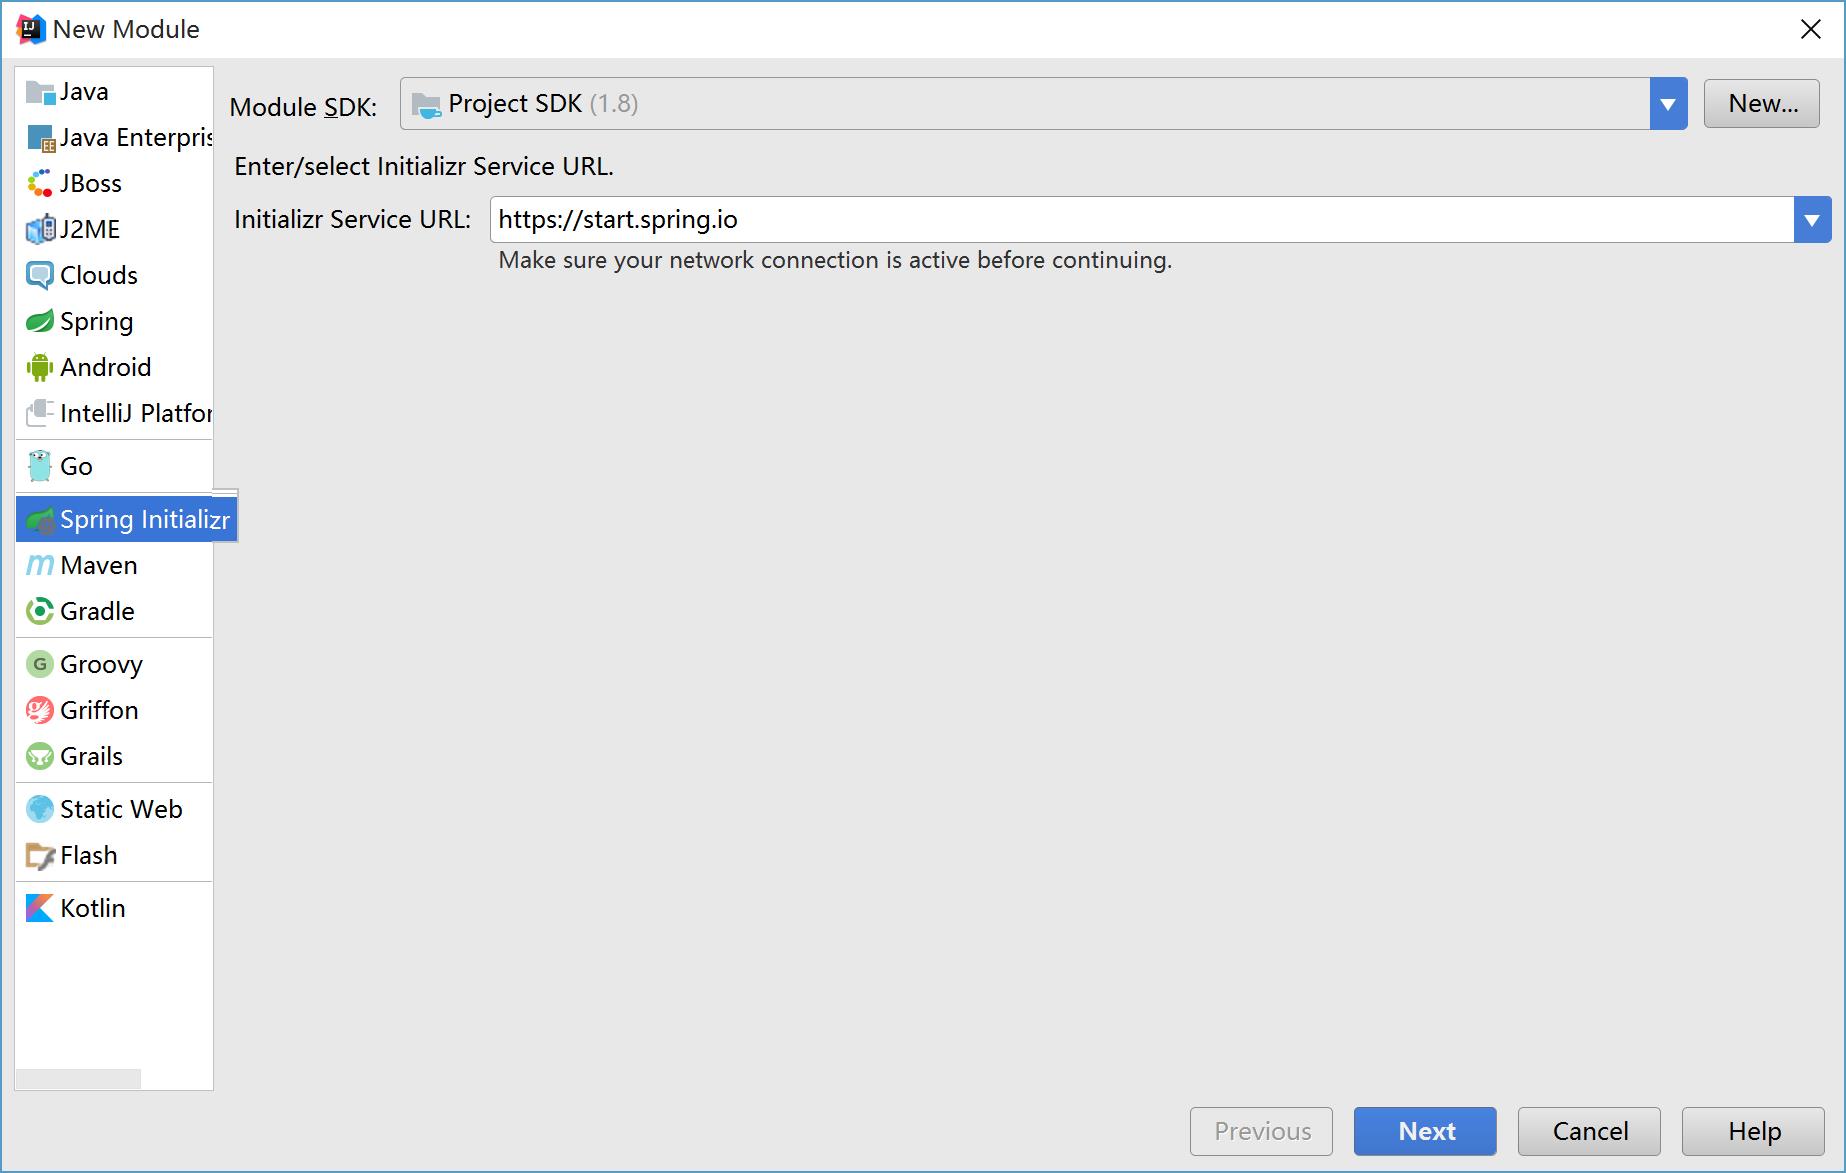 New Module
Java
Java Enterpris
JBoss
J2ME
Clouds
Spring
Android
IntelliJ Platfor
Go
Spring Initializr
Maven
Gradle
Groovy
Griffon
Grails
Static Web
Flash
Kotlin
Module SDK: Project SDK (1.8) New...
Enter/select Initializr Service URL.
Initializr Service URL: https://start.spring.io
Make sure your network connection is active before continuing.
Previous Next Cancel Help